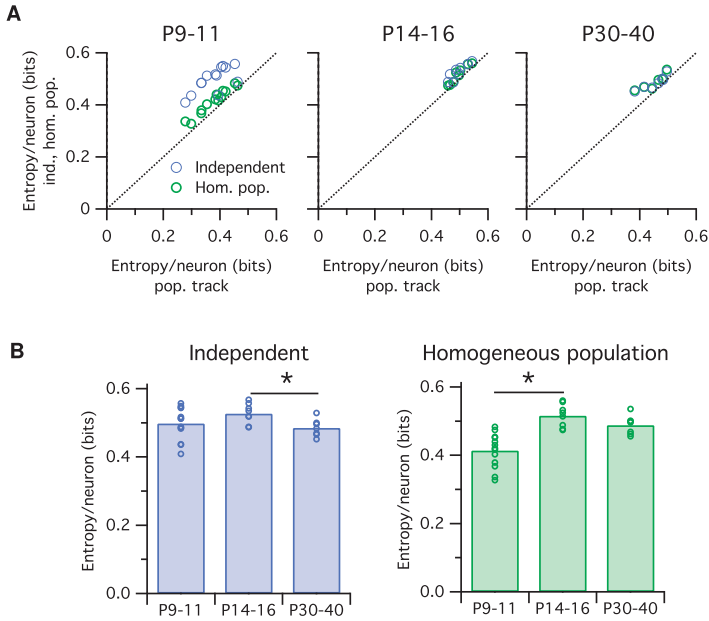 A
P9-11
P14-16
P30-40
Entropy/neuron (bits)
ind., hom. pop.
0.6
0.4
0.2
0
Independent
Hom. pop.
0 0.2 0.4 0.6
0 0.2 0.4 0.6
0 0.2 0.4 0.6
Entropy/neuron (bits)
pop. track
Entropy/neuron (bits)
pop. track
Entropy/neuron (bits)
pop. track
B
Independent
Entropy/neuron (bits)
0.6
0.4
0.2
0.0
*
P9-11 P14-16 P30-40
Homogeneous population
Entropy/neuron (bits)
0.6
0.4
0.2
0.0
*
P9-11 P14-16 P30-40